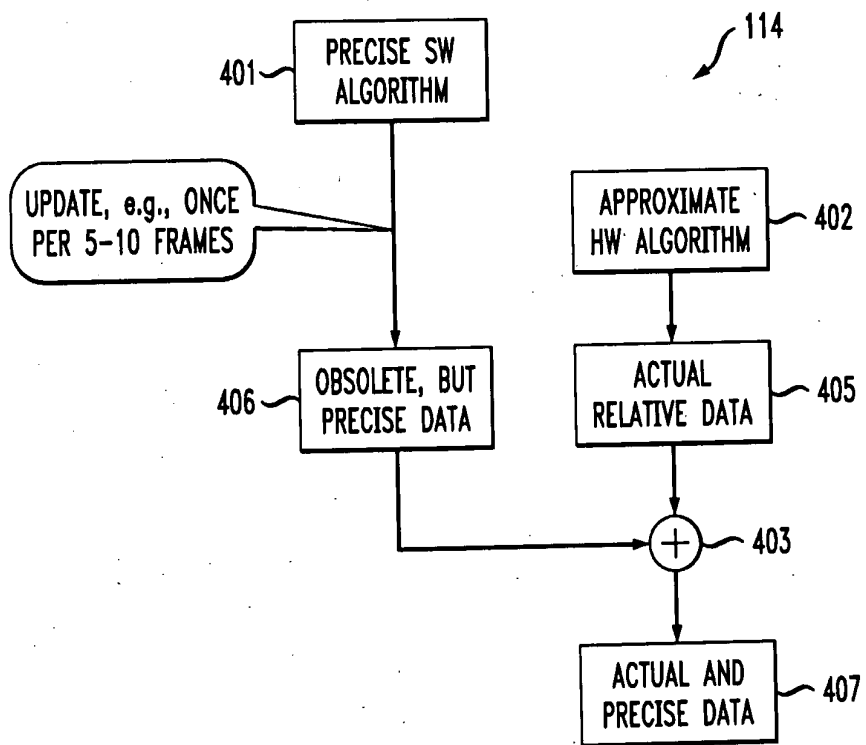 114
401
PRECISE SW
ALGORITHM
UPDATE, e.g., ONCE
PER 5-10 FRAMES
APPROXIMATE
HW ALGORITHM
402
406
OBSOLETE, BUT
PRECISE DATA
ACTUAL
RELATIVE DATA
405
+
403
ACTUAL AND
PRECISE DATA
407